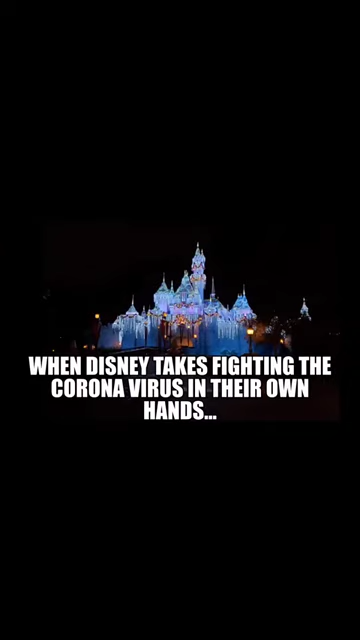 WHEN DISNEY TAKES FIGHTING THE
CORONA VIRUS IN THEIR OWN
HANDS...